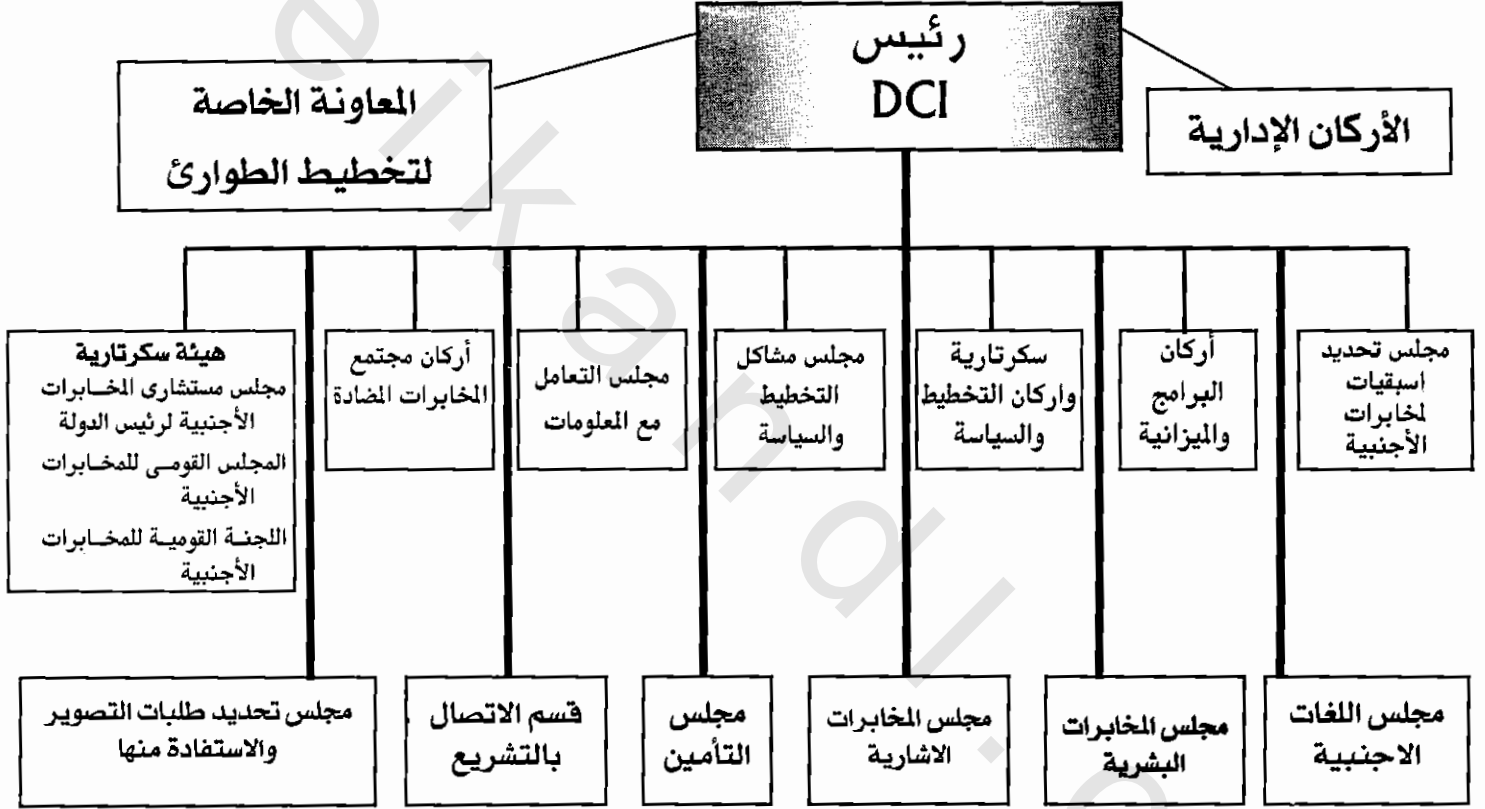 رئيس
DCI
الأركان الإدارية
المعاونة الخاصة
لتخطيط الطوارئ
مجلس تحديد
اسبقيات
لمخابرات
الأجنبية
أركان
البرامج
والميزانية
سكرتارية
واركان التخطيط
والسياسة
مجلس مشاكل
التخطيط
والسياسة
مجلس التعامل
مع المعلومات
أركان مجتمع
المخابرات المضادة
هيئة سكرتارية
مجلس مستشارى المخابرات
الأجنبية لرئيس الدولة
المجلس القومى للمخابرات
الأجنبية
اللجنة القومية للمخابرات
الأجنبية
مجلس اللغات
الاجنبية
مجلس المخابرات
البشرية
مجلس المخابرات
الاشارية
مجلس
التأمين
قسم الاتصال
بالتشريع
مجلس تحديد طلبات التصوير
والاستفادة منها
elkandl.c